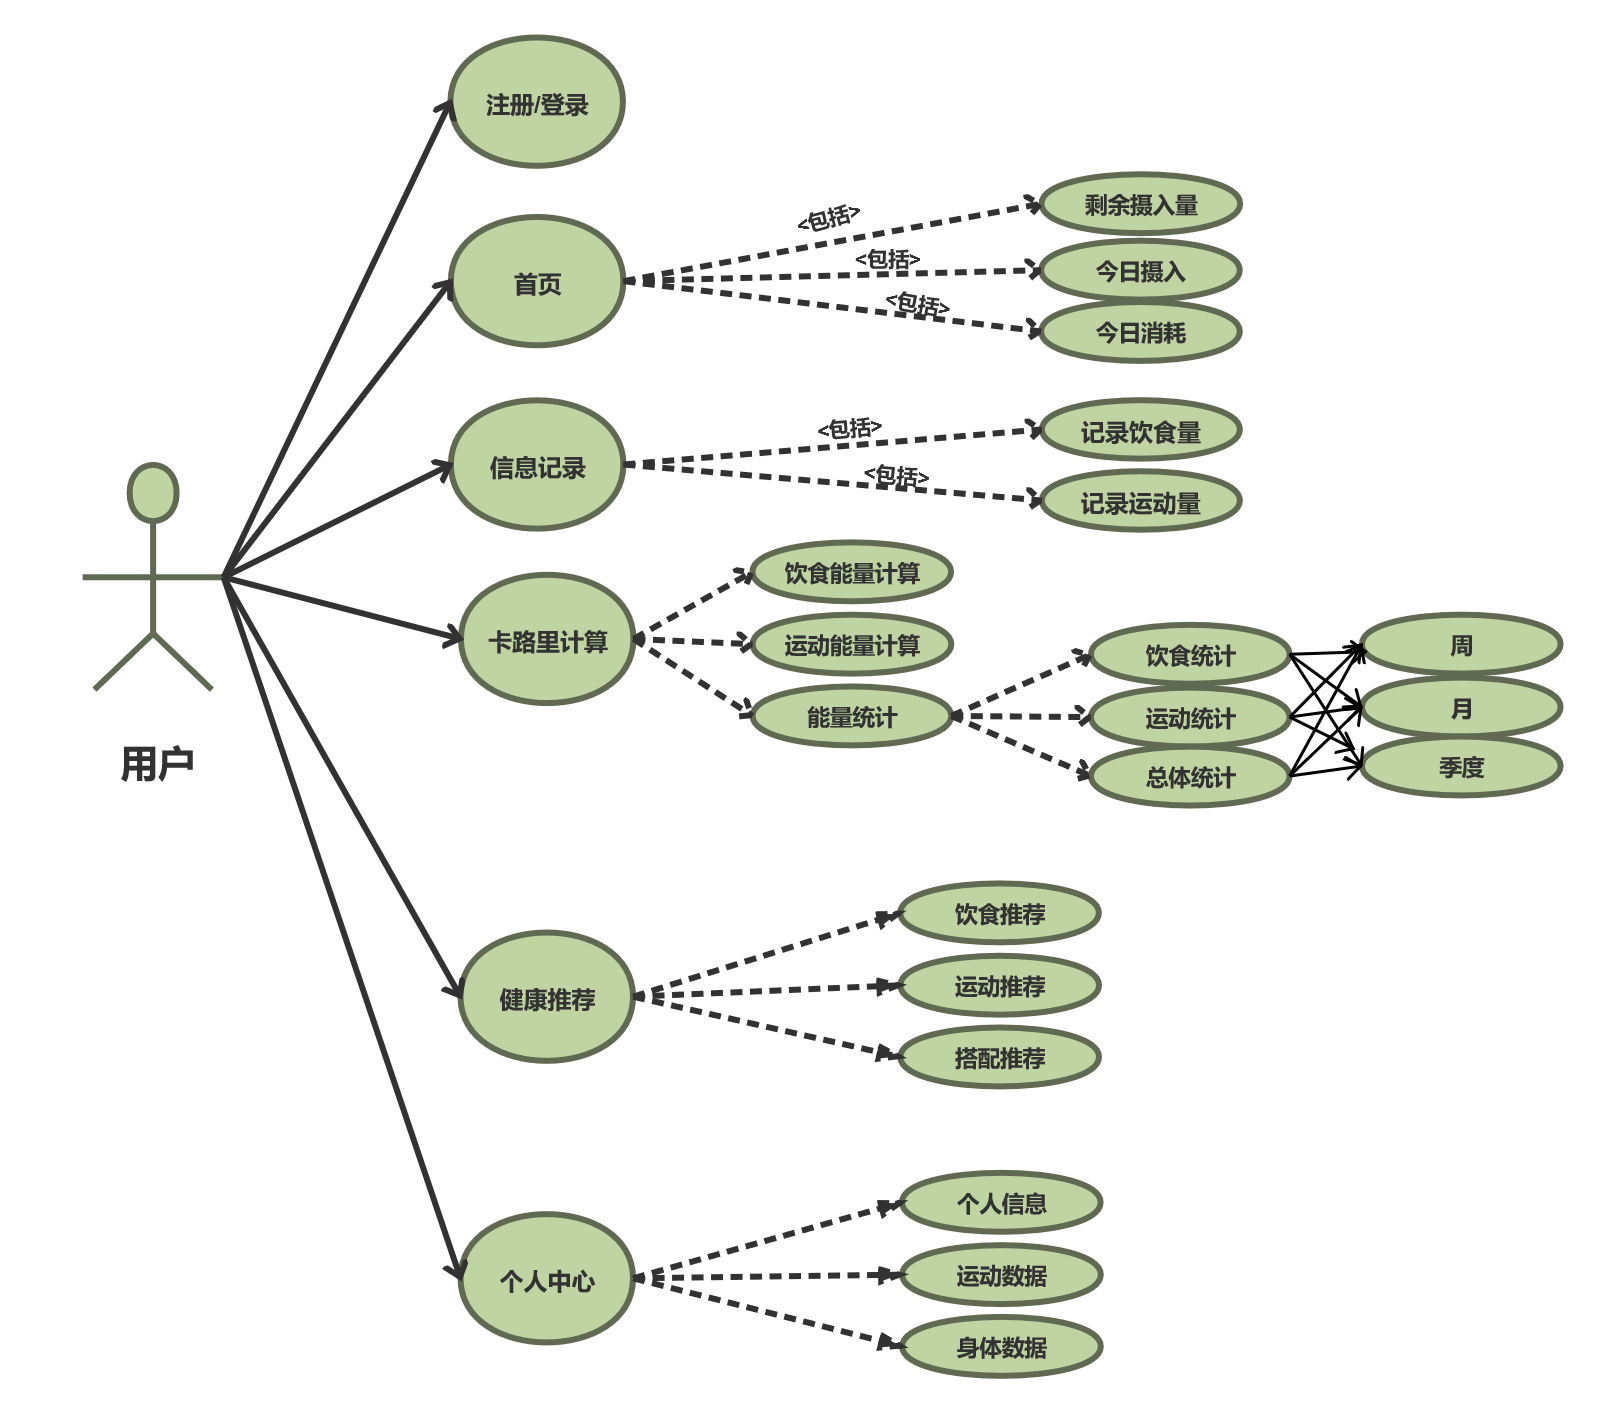 注册/登录
<包括>
剩余摄入量
首页
<包括>
今日摄入
<包括>
今日消耗
<包括>
记录饮食量
信息记录
<包括>
记录运动量
饮食能量计算
卡路里计算
运动能量计算
饮食统计
周
能量统计
运动统计
月
用户
总体统计
季度
饮食推荐
健康推荐
运动推荐
搭配推荐
个人信息
个人中心
运动数据
身体数据